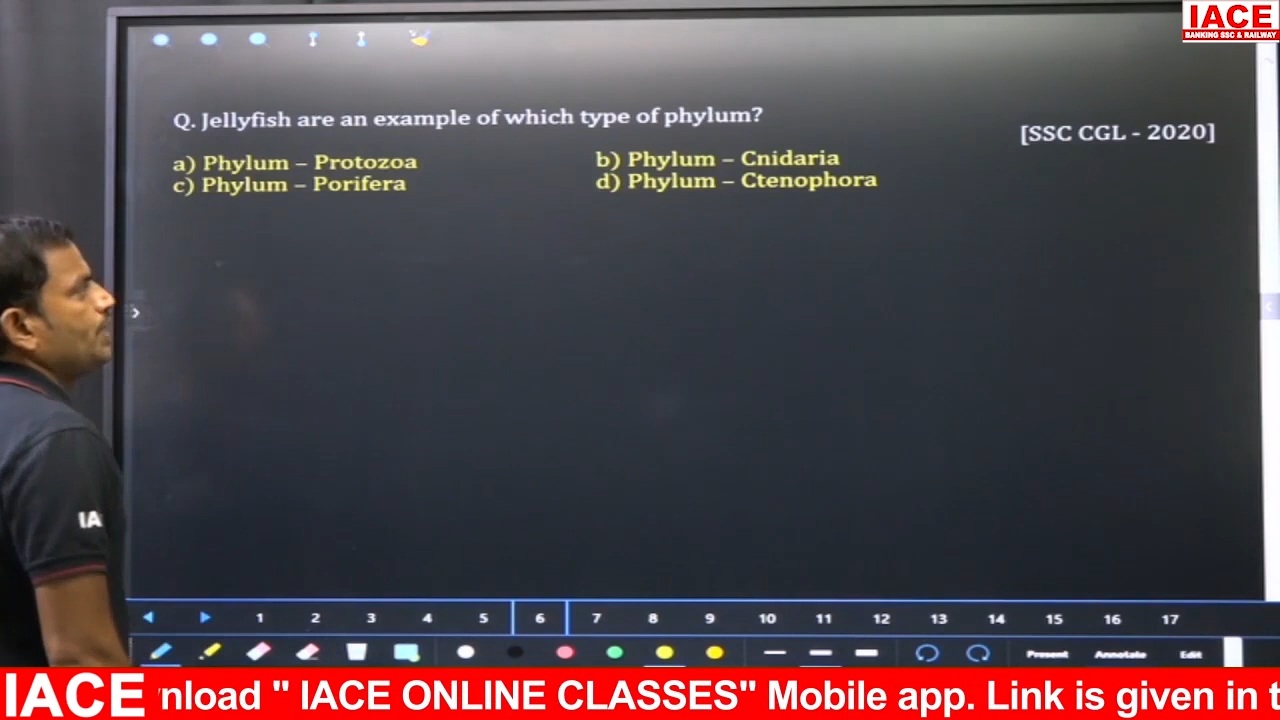 IACE
BANKING SSC & RAILWAY
Q. Jellyfish are an example of which type of phylum?
[SSC CGL - 2020]
a) Phylum – Protozoa b) Phylum – Cnidaria
c) Phylum – Porifera d) Phylum – Ctenophora
IA
1 2 3 4 5 6 7 8 9 10 11 12 13 14 15 16 17
Present Annotate Edit
IACE nload " IACE ONLINE CLASSES" Mobile app. Link is given in t